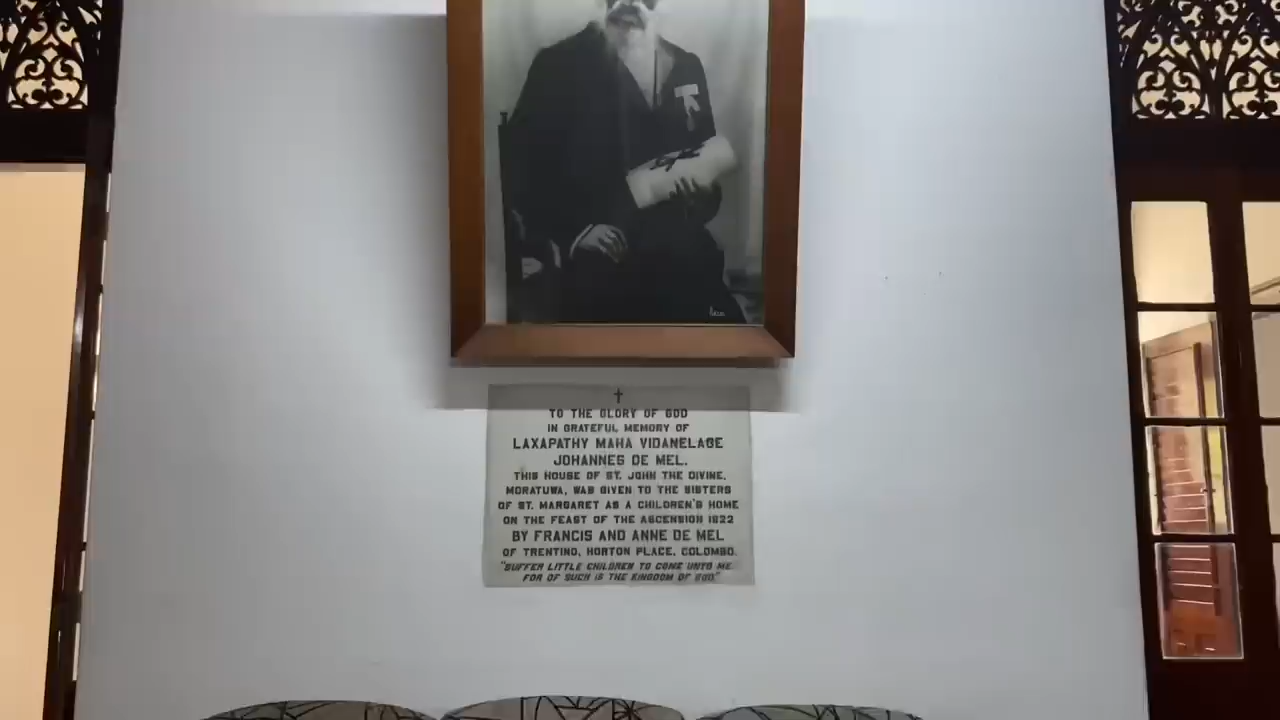 TO THE GLORY OF GOD
IN GRATEFUL MEMORY OF
LAXAPATHY MAHA VIDANELAGE
JOHANNES DE MEL.
THIS HOUSE OF ST. JOHN THE DIVINE,
MORATUWA, WAS GIVEN TO THE SISTERS
OF ST. MARGARET AS A CHILDREN'S HOME
ON THE FEAST OF THE ASCENSION 1922
BY FRANCIS AND ANNE DE MEL
OF TRENTINO, HORTON PLACE, COLOMBO.
"SUFFER LITTLE CHILDREN TO COME UNTO ME
FOR OF SUCH IS THE KINGDOM OF GOD."